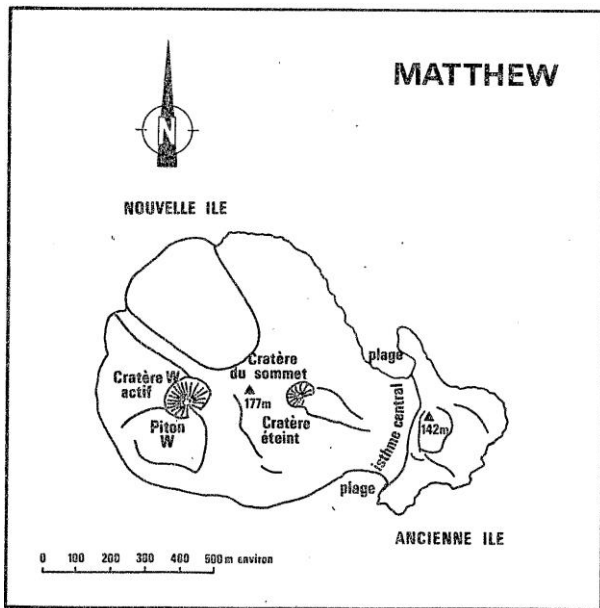 MATTHEW
N
NOUVELLE ILE
plage
Cratère
du sommet
Cratère W
actif
177m
Cratère
éteint
Piton
W
isthme central
142m
plage
ANCIENNE ILE
0 100 200 300 400 500 m environ